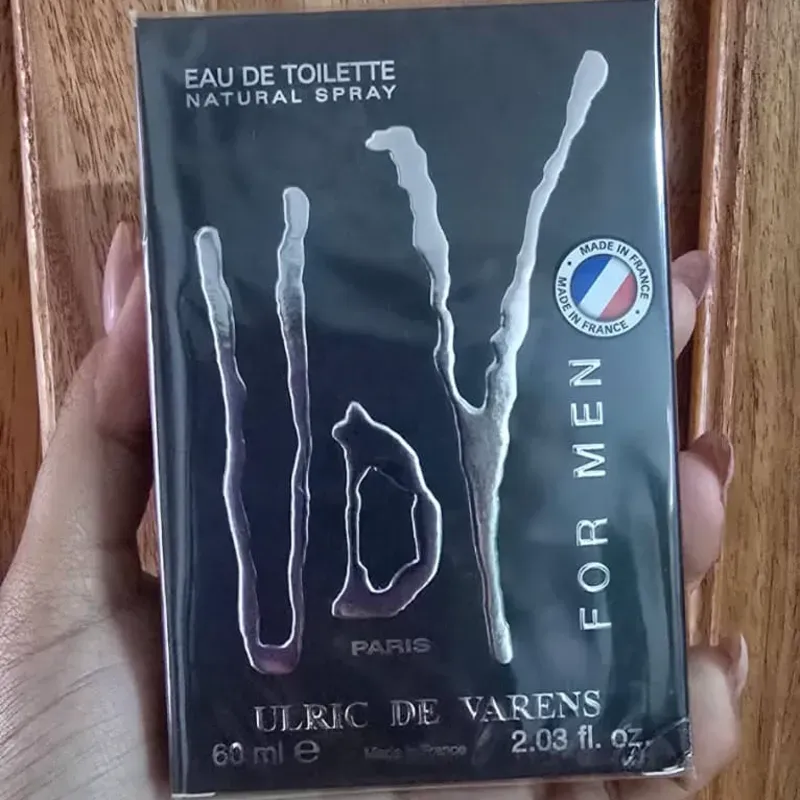 EAU DE TOILETTE
NATURAL SPRAY
UDV
MADE IN FRANCE
MADE IN FRANCE
FOR MEN
PARIS
ULRIC DE VARENS
60 ml e
Made in France
2.03 fl. oz.